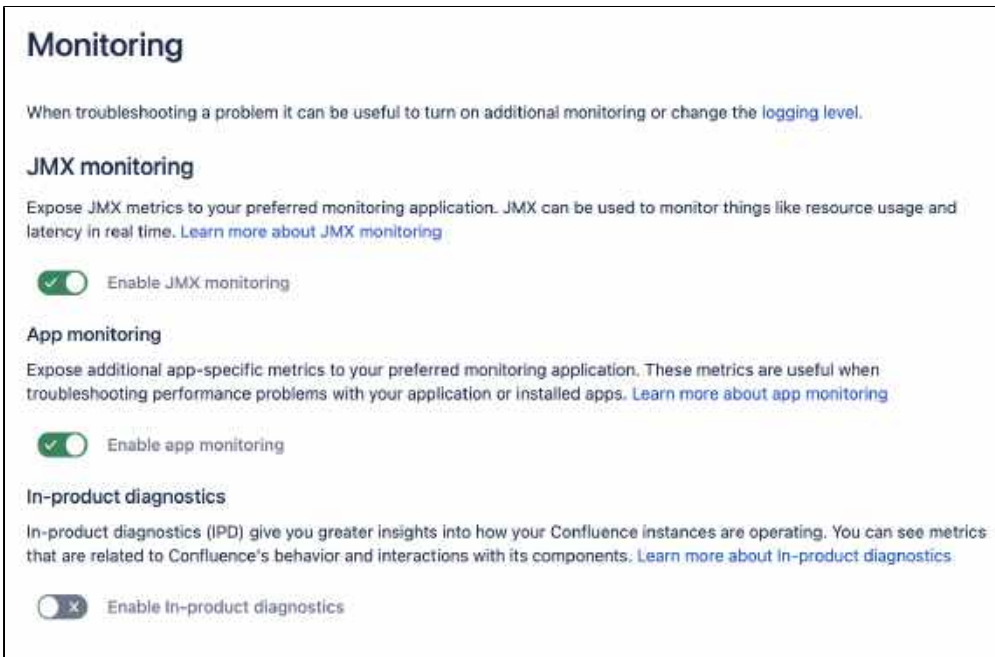 Monitoring
When troubleshooting a problem it can be useful to turn on additional monitoring or change the logging level.
JMX monitoring
Expose JMX metrics to your preferred monitoring application. JMX can be used to monitor things like resource usage and
latency in real time. Learn more about JMX monitoring
Enable JMX monitoring
App monitoring
Expose additional app-specific metrics to your preferred monitoring application. These metrics are useful when
troubleshooting performance problems with your application or installed apps. Learn more about app monitoring
Enable app monitoring
In-product diagnostics
In-product diagnostics (IPD) give you greater insights into how your Confluence instances are operating. You can see metrics
that are related to Confluence's behavior and interactions with its components. Learn more about In-product diagnostics
Enable In-product diagnostics